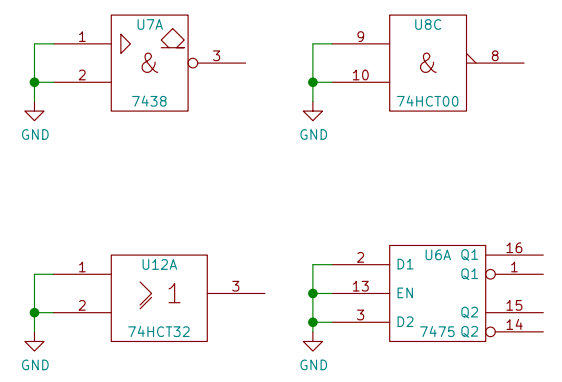 U7A
1
2
&
3
7438
GND
U8C
9
10
&
8
74HCT00
GND
U12A
1
2
≥ 1
3
74HCT32
GND
U6A
2 D1
13 EN
3 D2
Q1 16
Q1 1
Q2 15
7475 Q2 14
GND